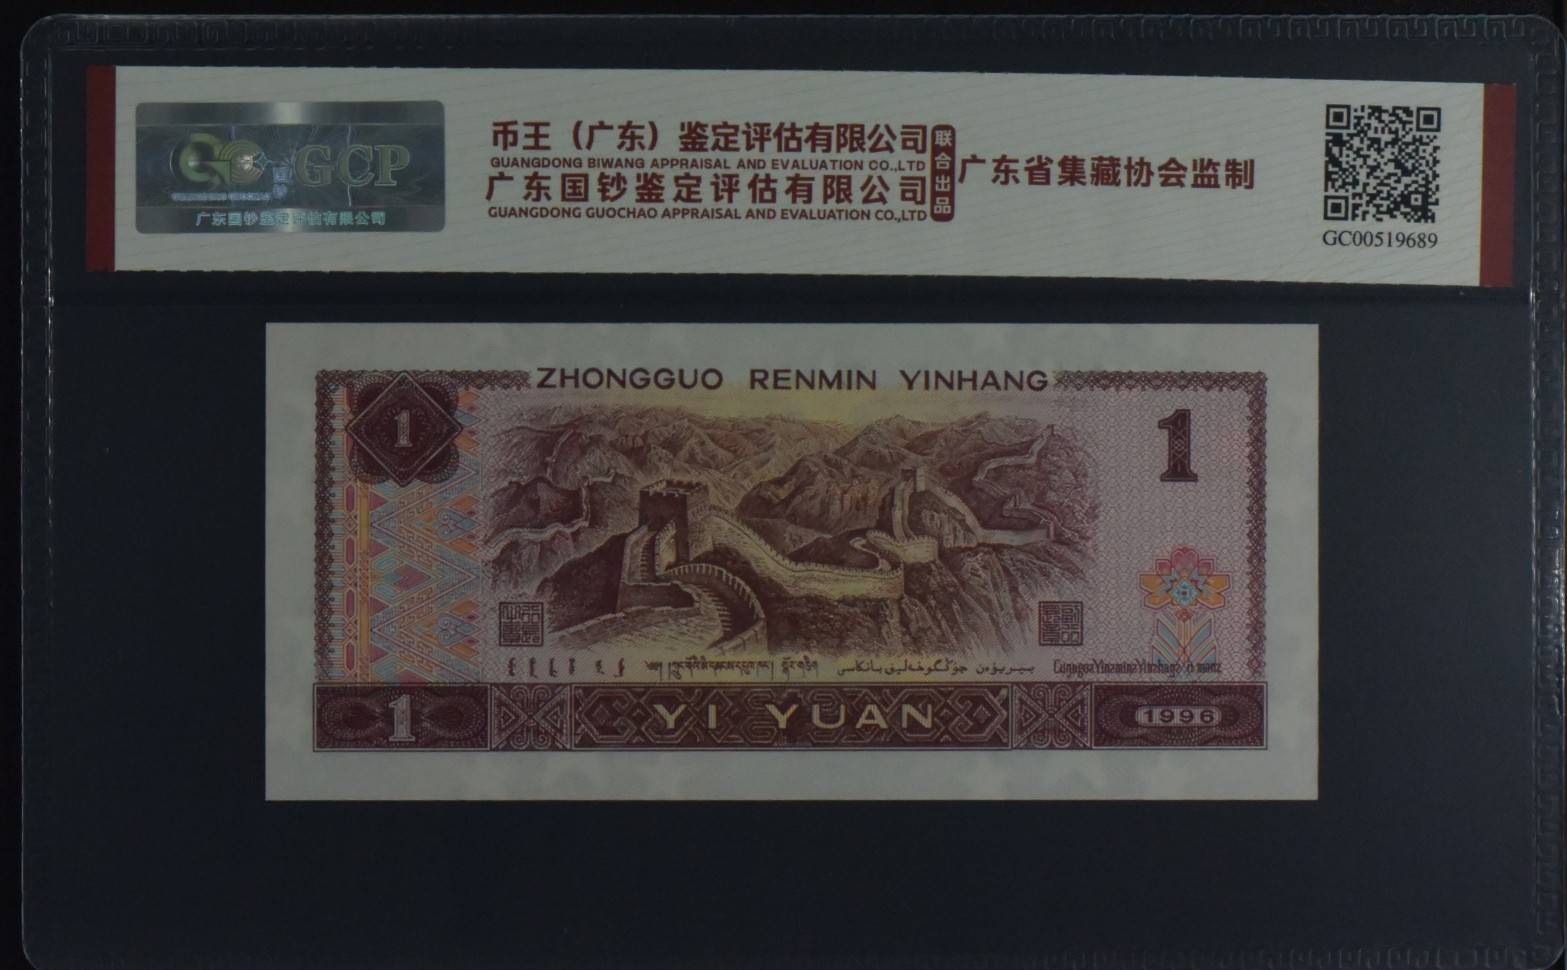 GCP
广东国钞鉴定评估有限公司
币王（广东）鉴定评估有限公司
GUANGDONG BIWANG APPRAISAL AND EVALUATION CO.,LTD
广东国钞鉴定评估有限公司
GUANGDONG GUOCHAO APPRAISAL AND EVALUATION CO.,LTD
联合出品
广东省集藏协会监制
GC00519689
ZHONGGUO RENMIN YINHANG
1
1
1
YI YUAN
1996